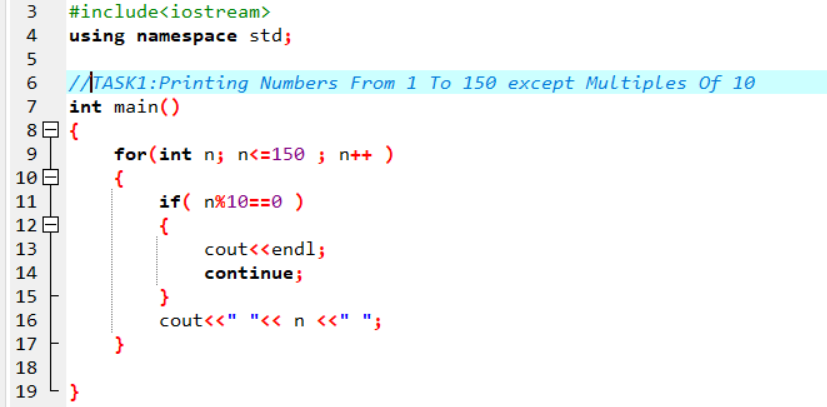 3 #include<iostream>
4 using namespace std;
5
6 //TASK1:Printing Numbers From 1 To 150 except Multiples Of 10
7 int main()
8 {
9 for(int n; n<=150 ; n++ )
10 {
11 if( n%10==0 )
12 {
13 cout<<endl;
14 continue;
15 }
16 cout<<" "<< n <<" ";
17 }
18
19 }